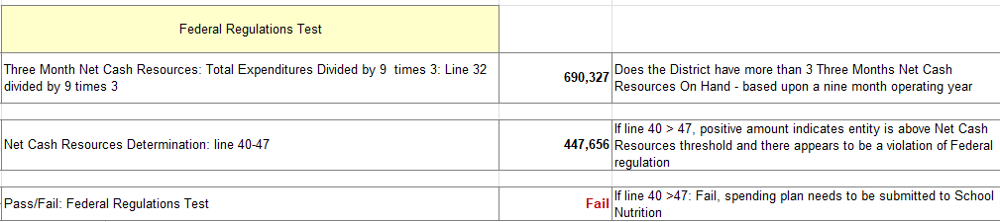 Federal Regulations Test
Three Month Net Cash Resources: Total Expenditures Divided by 9 times 3: Line 32
divided by 9 times 3
690,327
Does the District have more than 3 Three Months Net Cash
Resources On Hand - based upon a nine month operating year
Net Cash Resources Determination: line 40-47
447,656
If line 40 > 47, positive amount indicates entity is above Net Cash
Resources threshold and there appears to be a violation of Federal
regulation
Pass/Fail: Federal Regulations Test
Fail
If line 40 >47: Fail, spending plan needs to be submitted to School
Nutrition